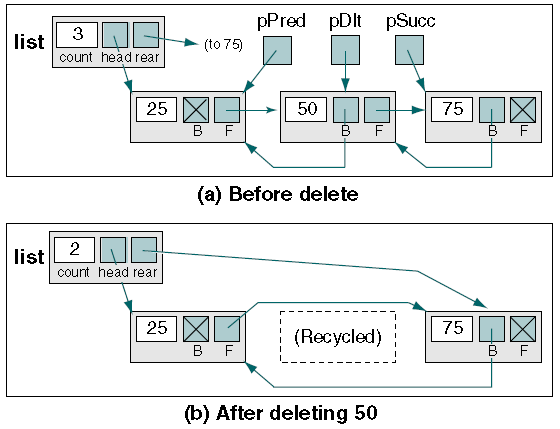 pPred pDlt pSucc
list 3 (to 75)
count head rear
25 50 75
B F B F B F
(a) Before delete
list 2
count head rear
25 (Recycled) 75
B F B F
(b) After deleting 50